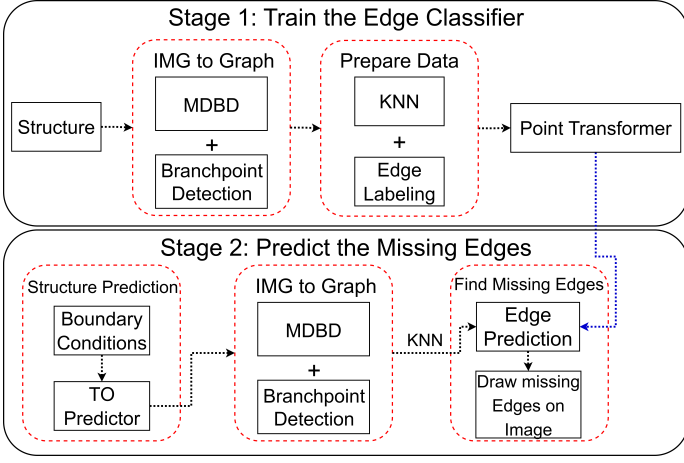 Stage 1: Train the Edge Classifier
IMG to Graph
Prepare Data
Structure
MDBD
+
Branchpoint
Detection
KNN
+
Edge
Labeling
Point Transformer
Stage 2: Predict the Missing Edges
Structure Prediction
Boundary
Conditions
TO
Predictor
IMG to Graph
MDBD
+
Branchpoint
Detection
KNN
Find Missing Edges
Edge
Prediction
Draw missing
Edges on
Image